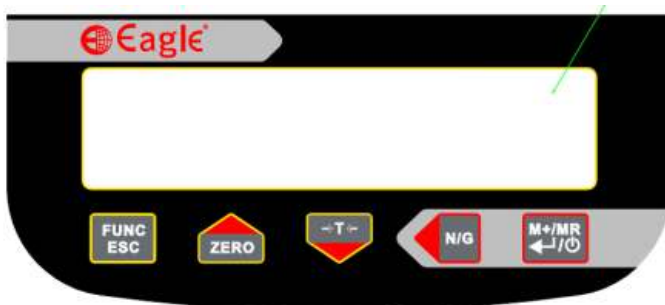 Eagle
FUNC
ESC
ZERO
→T←
N/G
M+/MR
↵/⏻